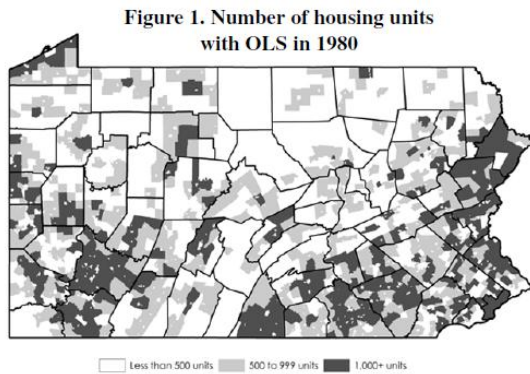 Figure 1. Number of housing units
with OLS in 1980
Less than 500 units 500 to 999 units 1,000+ units